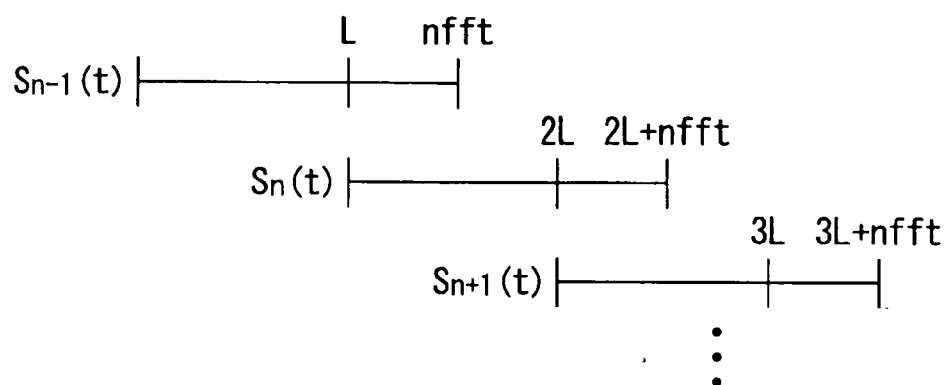 L nfft
Sn-1(t)
2L 2L+nfft
Sn(t)
3L 3L+nfft
Sn+1(t)